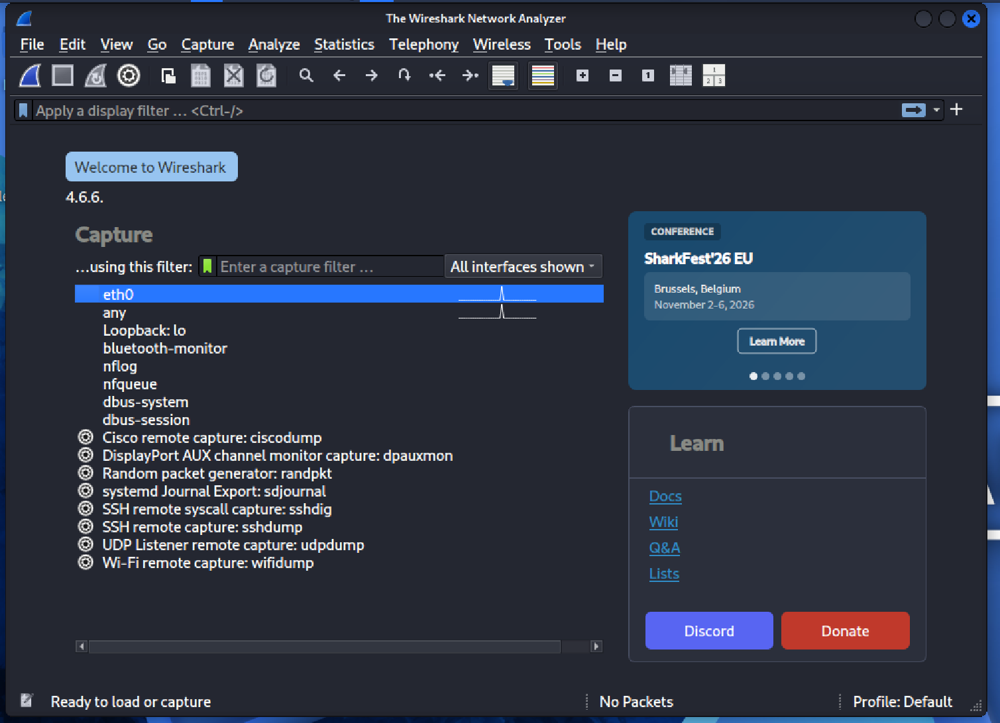 The Wireshark Network Analyzer
File Edit View Go Capture Analyze Statistics Telephony Wireless Tools Help
1
1
2 3
Apply a display filter … <Ctrl-/>
Welcome to Wireshark
4.6.6.
Capture
…using this filter: Enter a capture filter … All interfaces shown
eth0
any
Loopback: lo
bluetooth-monitor
nflog
nfqueue
dbus-system
dbus-session
Cisco remote capture: ciscodump
DisplayPort AUX channel monitor capture: dpauxmon
Random packet generator: randpkt
systemd Journal Export: sdjournal
SSH remote syscall capture: sshdig
SSH remote capture: sshdump
UDP Listener remote capture: udpdump
Wi-Fi remote capture: wifidump
CONFERENCE
SharkFest'26 EU
Brussels, Belgium
November 2-6, 2026
Learn More
Learn
Docs
Wiki
Q&A
Lists
Discord Donate
Ready to load or capture No Packets Profile: Default